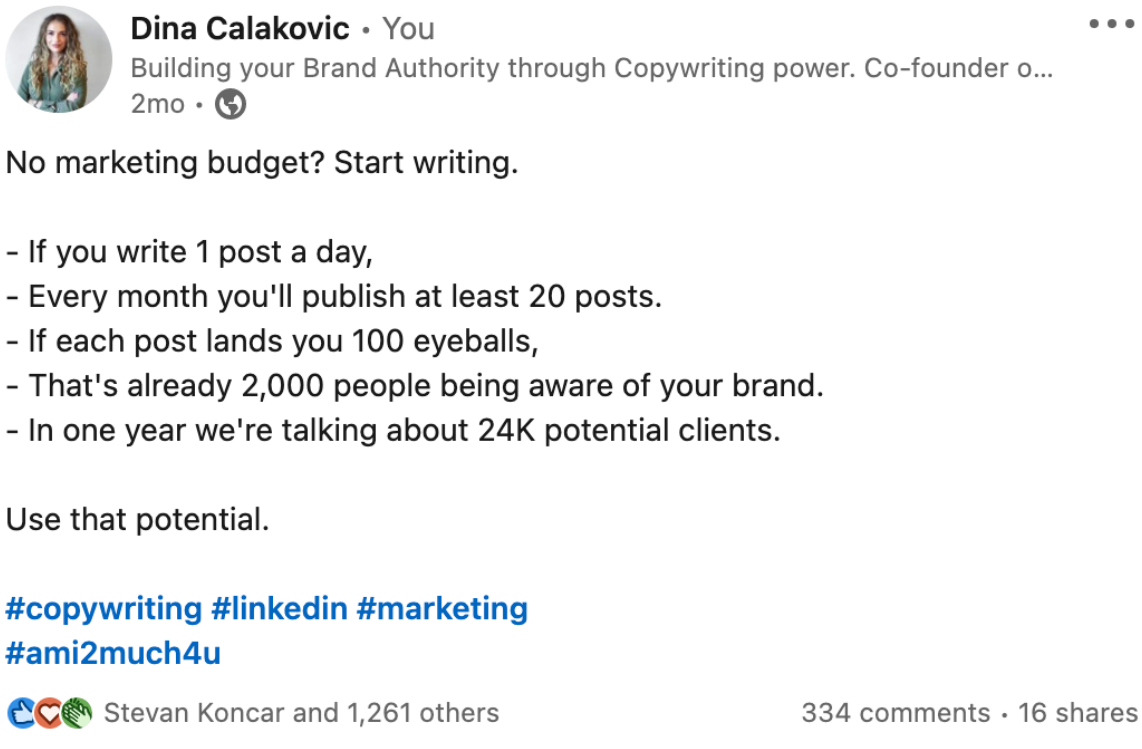 Dina Calakovic • You
Building your Brand Authority through Copywriting power. Co-founder o...
2mo •
No marketing budget? Start writing.
- If you write 1 post a day,
- Every month you'll publish at least 20 posts.
- If each post lands you 100 eyeballs,
- That's already 2,000 people being aware of your brand.
- In one year we're talking about 24K potential clients.
Use that potential.
#copywriting #linkedin #marketing
#ami2much4u
Stevan Koncar and 1,261 others 334 comments • 16 shares